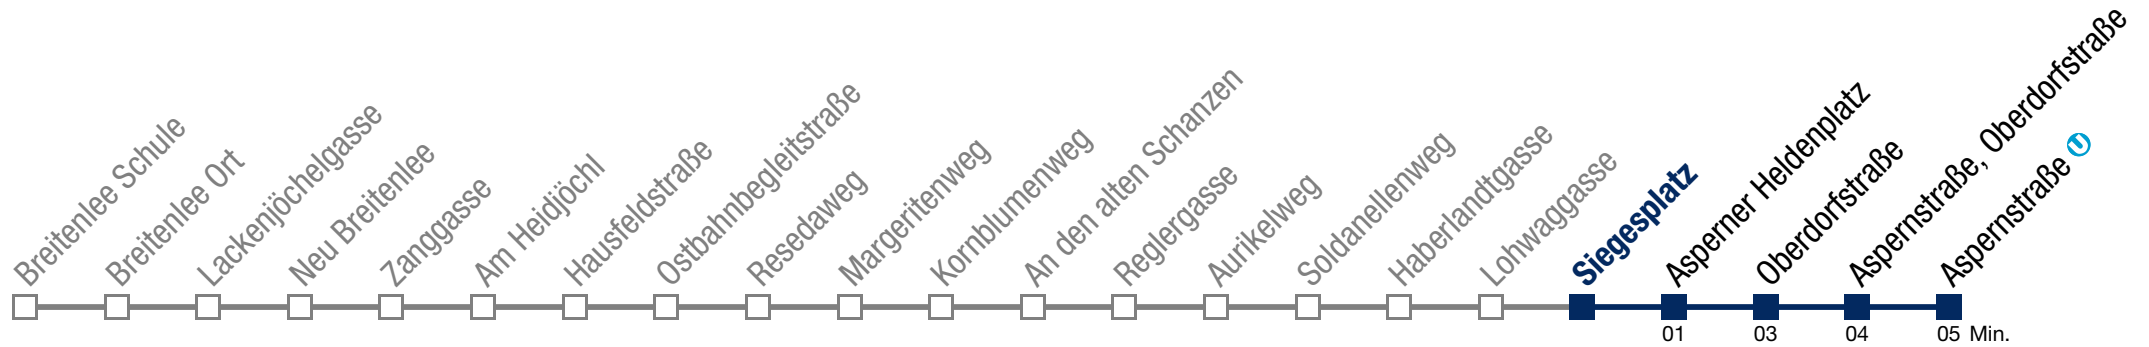 Breitenlee Schule
Breitenlee Ort
Lackenjöchelgasse
Neu Breitenlee
Zanggasse
Am Heidjöchl
Hausfeldstraße
Ostbahnbegleitstraße
Resedaweg
Margeritenweg
Kornblumenweg
An den alten Schanzen
Reglergasse
Aurikelweg
Soldanellenweg
Haberlandtgasse
Lohwaggasse
Siegesplatz
Asperner Heldenplatz
Oberdorfstraße
Aspernstraße, Oberdorfstraße
Aspernstraße U
01 03 04 05 Min.